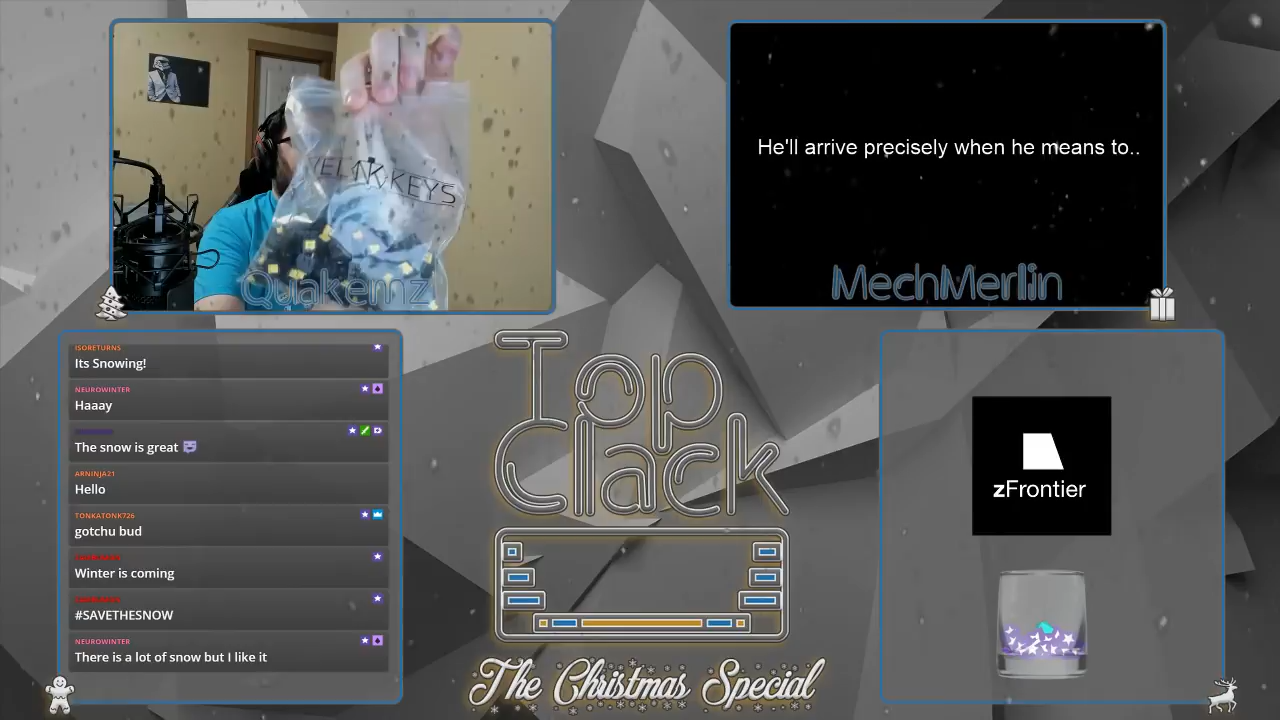 KEYS
Quakemz
He'll arrive precisely when he means to..
MechMerlin
ISORETURNS
Its Snowing!
NEUROWINTER
Haaay
The snow is great
ARNINJA21
Hello
TONKATONK726
gotchu bud
Winter is coming
#SAVETHESNOW
NEUROWINTER
There is a lot of snow but I like it
Top
Clack
The Christmas Special
zFrontier